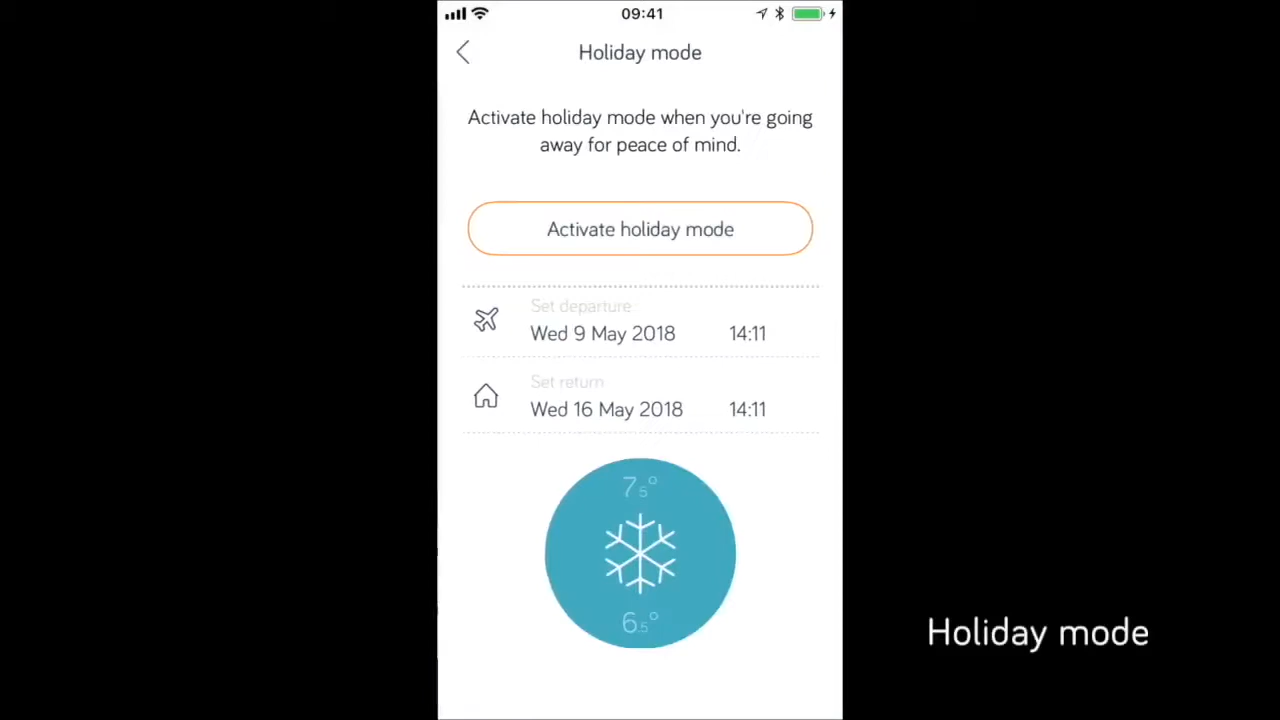 09:41
Holiday mode
Activate holiday mode when you're going
away for peace of mind.
Activate holiday mode
Set departure
Wed 9 May 2018 14:11
Set return
Wed 16 May 2018 14:11
7.5°
6.5°
Holiday mode